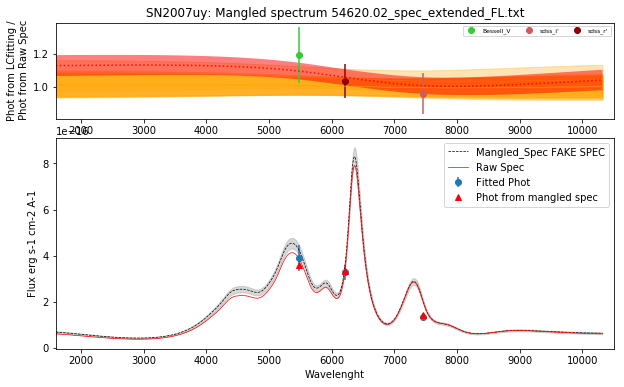 SN2007uy: Mangled spectrum 54620.02_spec_extended_FL.txt
Phot from LCfitting /
Phot from Raw Spec
1.2
1.0
Bessell_V
sdss_i'
sdss_r'
2000 3000 4000 5000 6000 7000 8000 9000 10000
1e−16
Flux erg s-1 cm-2 A-1
8
6
4
2
0
Mangled_Spec FAKE SPEC
Raw Spec
Fitted Phot
Phot from mangled spec
2000 3000 4000 5000 6000 7000 8000 9000 10000
Wavelenght